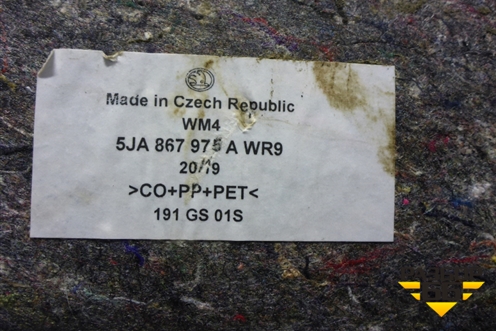 Made in Czech Republic
WM4
5JA 867 975 A WR9
20/19
>CO+PP+PET<
191 GS 01S